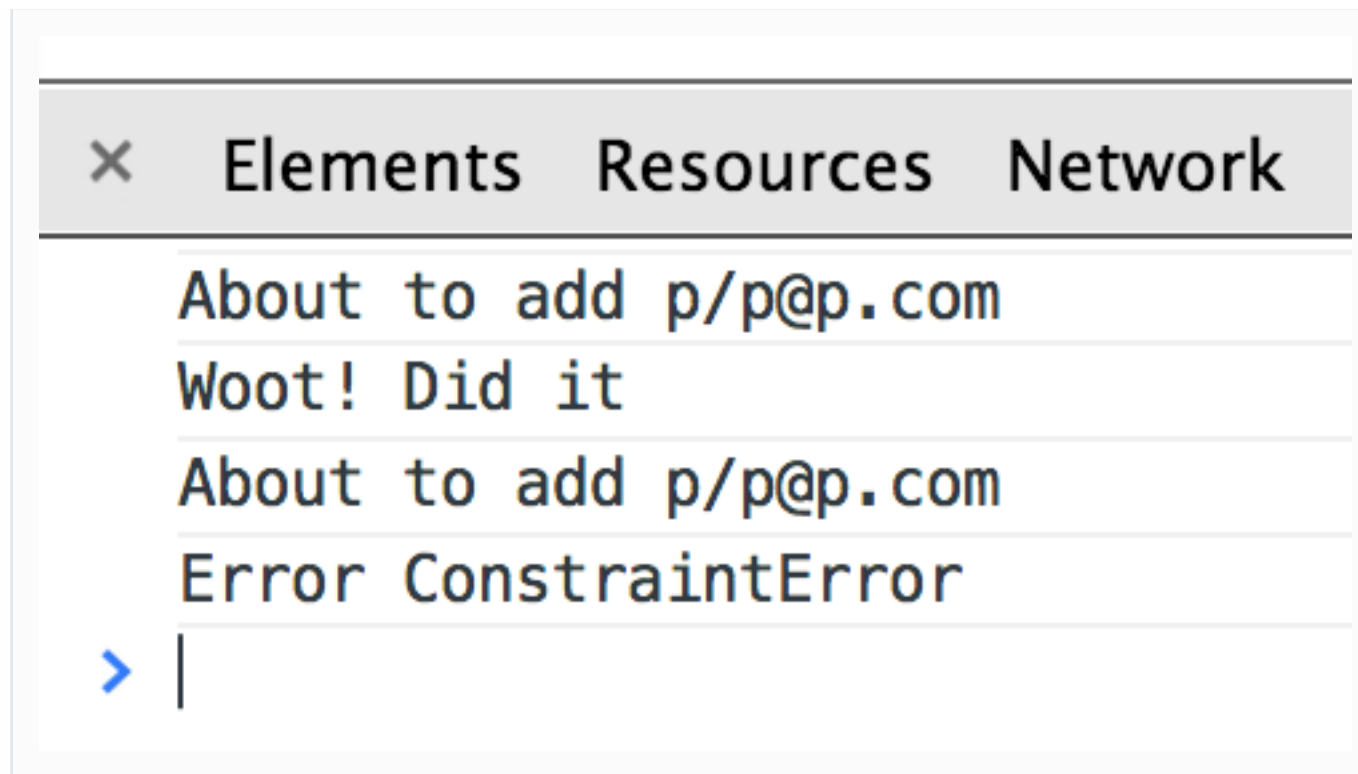 × Elements Resources Network
About to add p/p@p.com
Woot! Did it
About to add p/p@p.com
Error ConstraintError
>